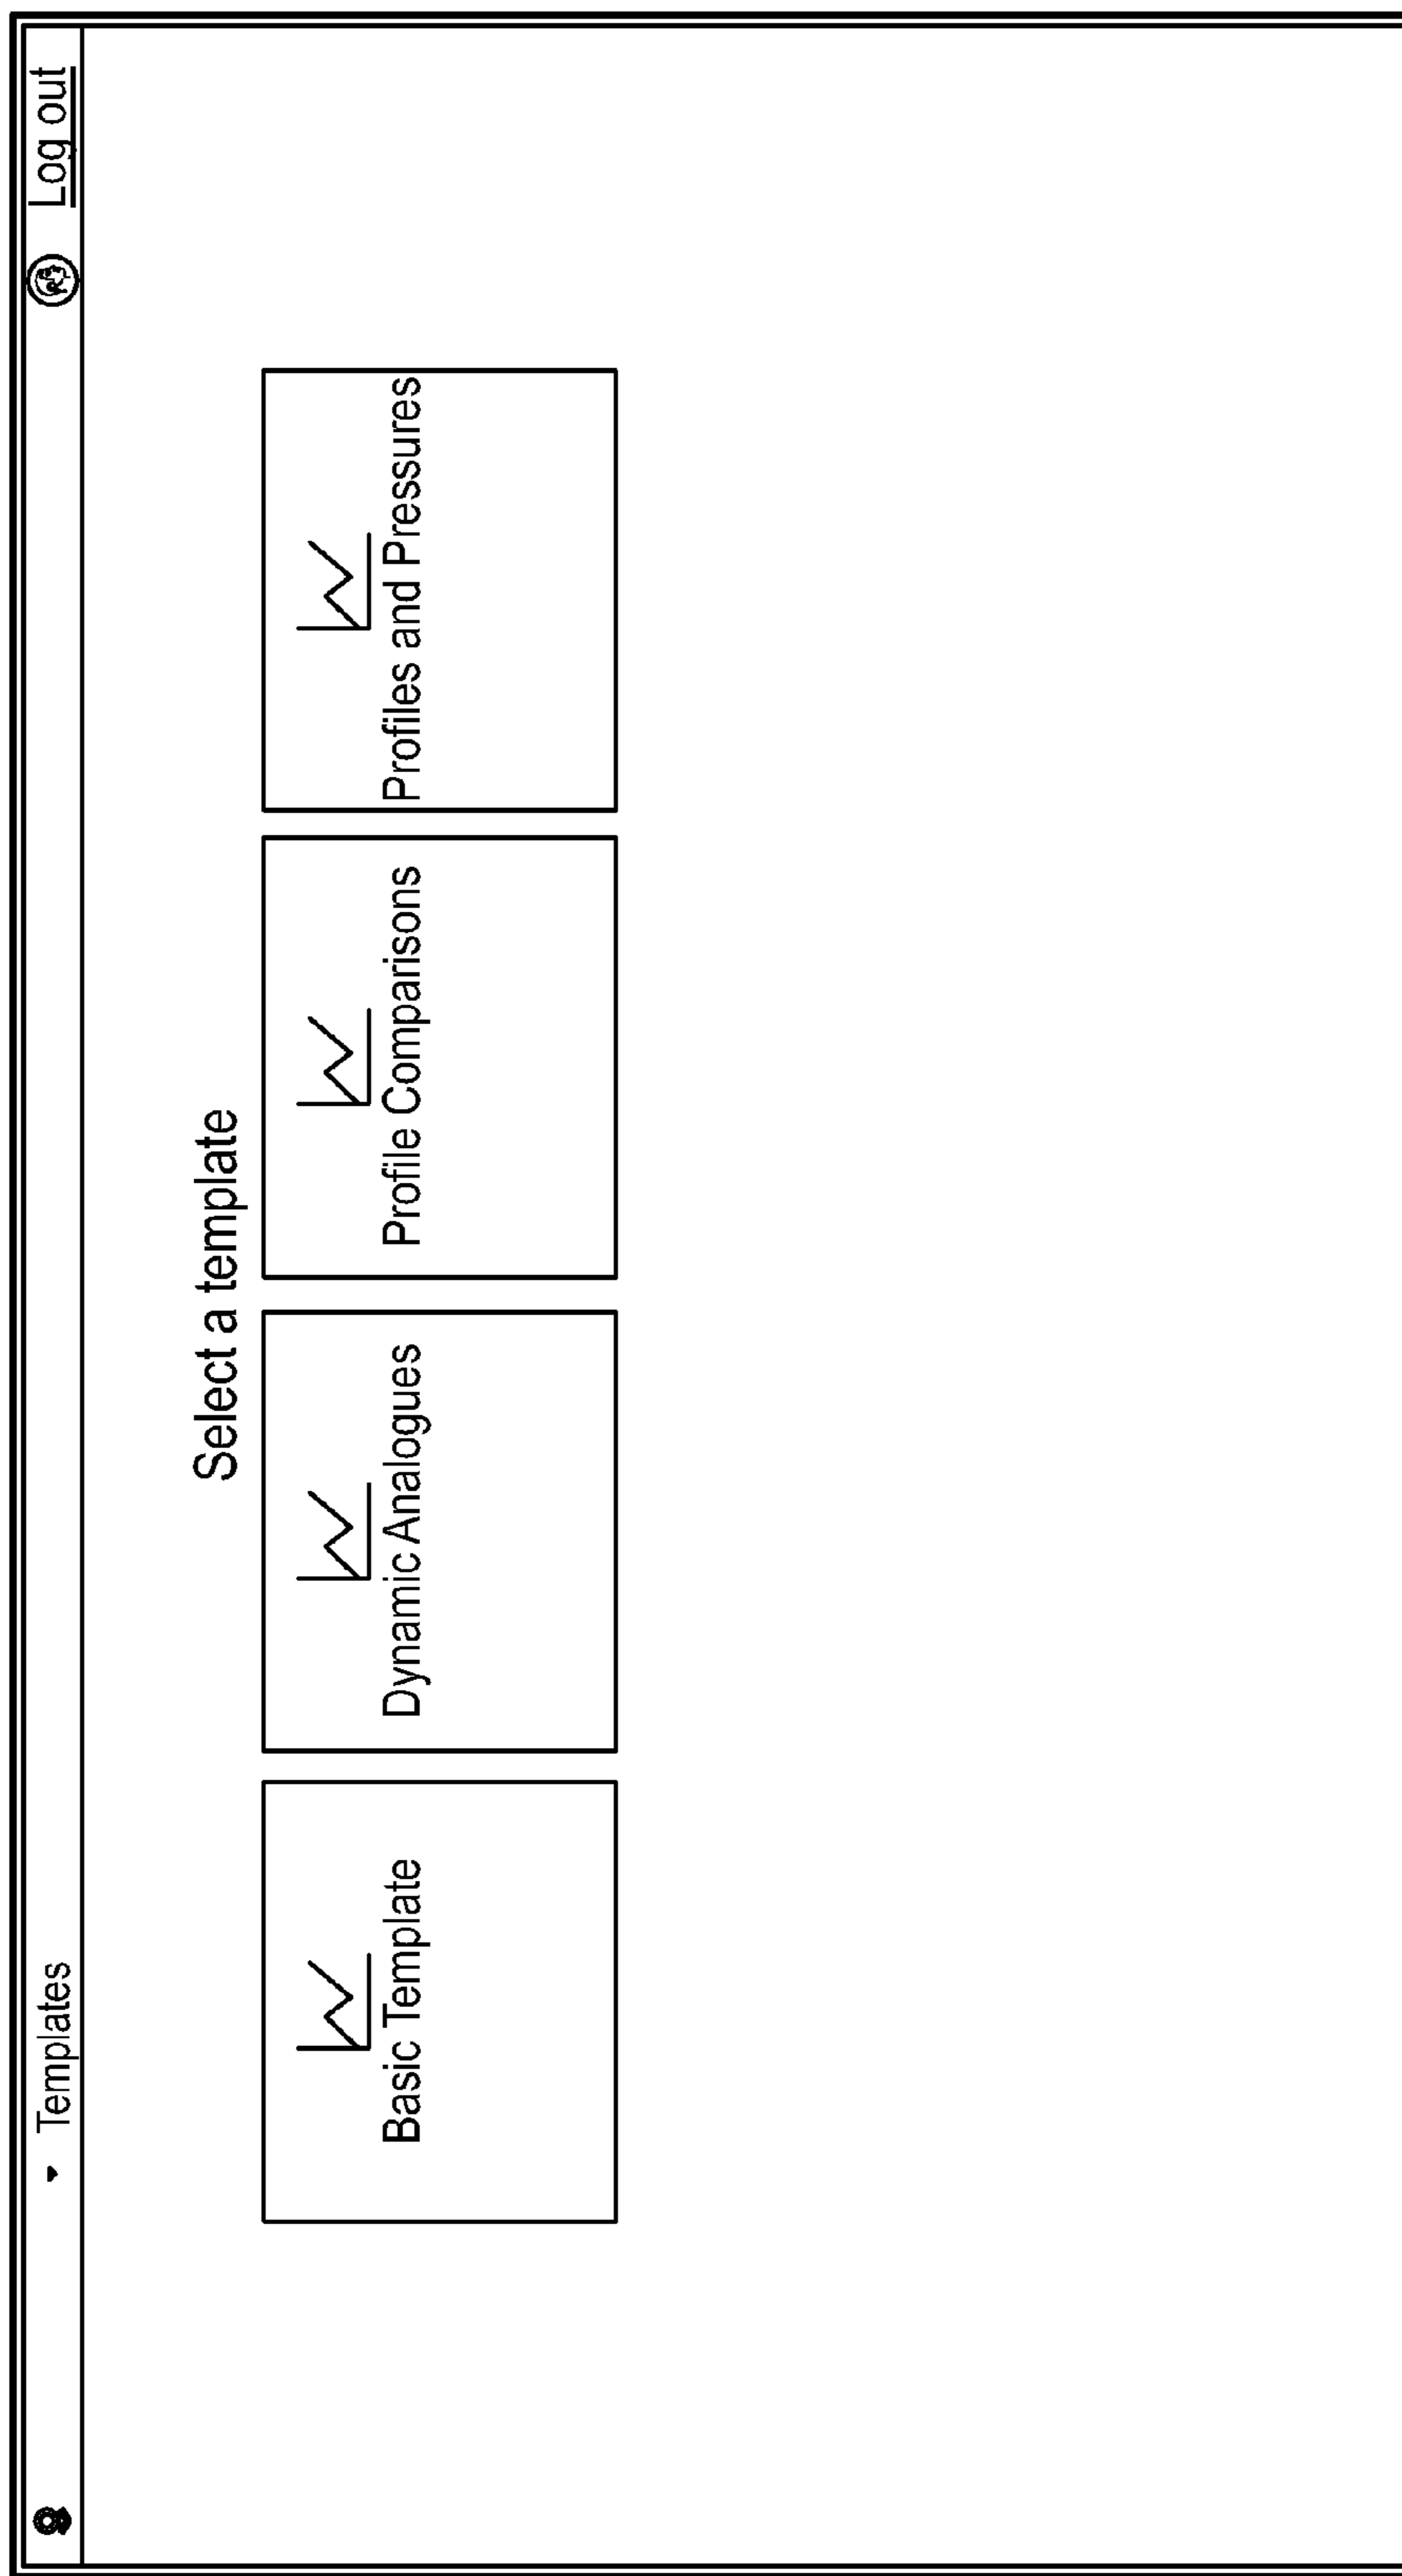 Templates
Log out
Select a template
Basic Template
Dynamic Analogues
Profile Comparisons
Profiles and Pressures